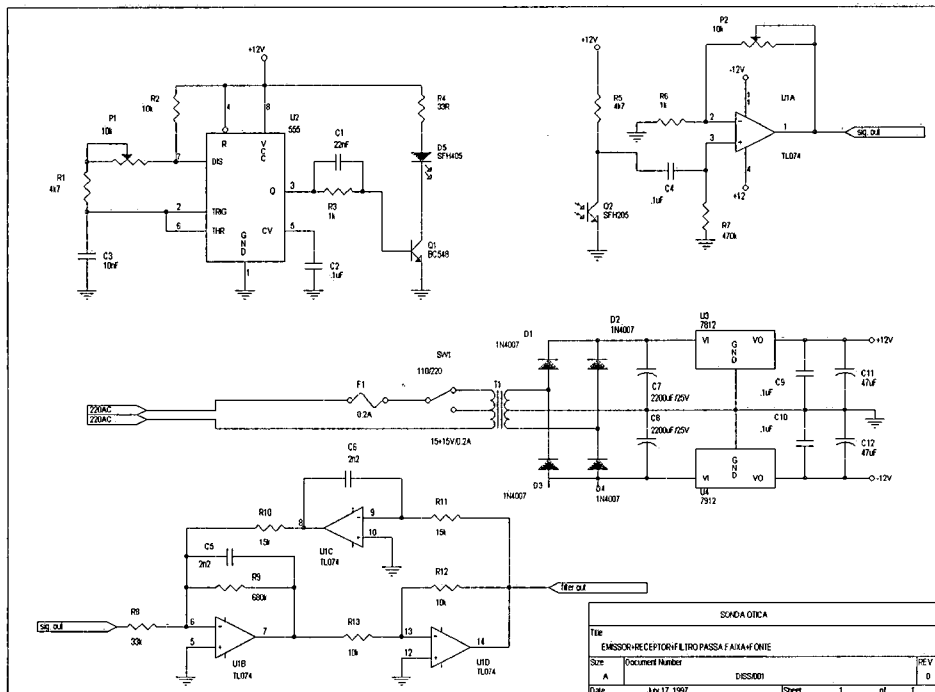 +12V
R2
10k
P1
10k
R1
4k7
C3
10nF
U2
555
4
8
R
VCC
7
DIS
Q
3
2
TRIG
6
THR
CV
5
GND
1
C1
22nF
R3
1k
C2
.1uF
R4
33R
D5
SFH405
Q1
BC548
+12V
R5
4k7
R6
1k
P2
10k
-12V
11
U1A
2
3
1
TL074
4
+12
sig_out
C4
.1uF
Q2
SFH205
R7
470k
220AC
220AC
F1
0.2A
SW1
110/220
T1
15+15V/0.2A
D1
1N4007
D2
1N4007
D3
1N4007
D4
1N4007
C7
2200uF/25V
C8
2200uF/25V
U3
7812
VI
VO
GND
GND
VI
VO
U4
7912
C9
.1uF
C10
.1uF
C11
47uF
C12
47uF
+12V
-12V
C6
2n2
R10
15k
8
9
10
U1C
TL074
R11
15k
C5
2n2
R9
680k
R12
10k
filter out
sig_out
R8
33k
6
5
7
U1B
TL074
R13
10k
13
12
14
U1D
TL074
SONDA OTICA
Title
EMISSOR+RECEPTOR+FILTRO PASSA FAIXA+FONTE
Size
Document Number
REV
A
DISS/001
0
Date
July 17, 1997
Sheet
1
of
1